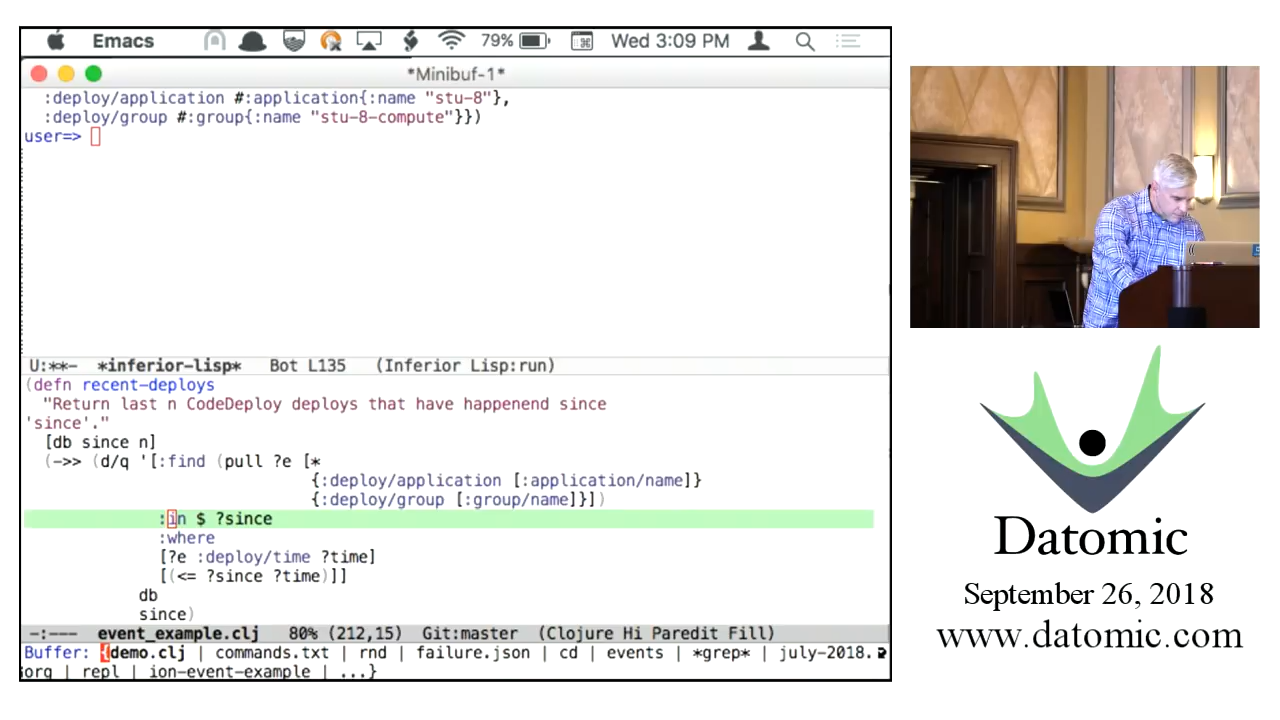 Emacs 79% Wed 3:09 PM
*Minibuf-1*
:deploy/application #:application{:name "stu-8"},
:deploy/group #:group{:name "stu-8-compute"}})
user=>
U:**- *inferior-lisp* Bot L135 (Inferior Lisp:run)
(defn recent-deploys
"Return last n CodeDeploy deploys that have happenend since
'since'."
[db since n]
(->> (d/q '[:find (pull ?e [*
{:deploy/application [:application/name]}
{:deploy/group [:group/name]}])
:in $ ?since
:where
[?e :deploy/time ?time]
[(<= ?since ?time)]]
db
since)
-:--- event_example.clj 80% (212,15) Git:master (Clojure Hi Paredit Fill)
Buffer: {demo.clj | commands.txt | rnd | failure.json | cd | events | *grep* | july-2018.
org | repl | ion-event-example | ...}
Datomic
September 26, 2018
www.datomic.com